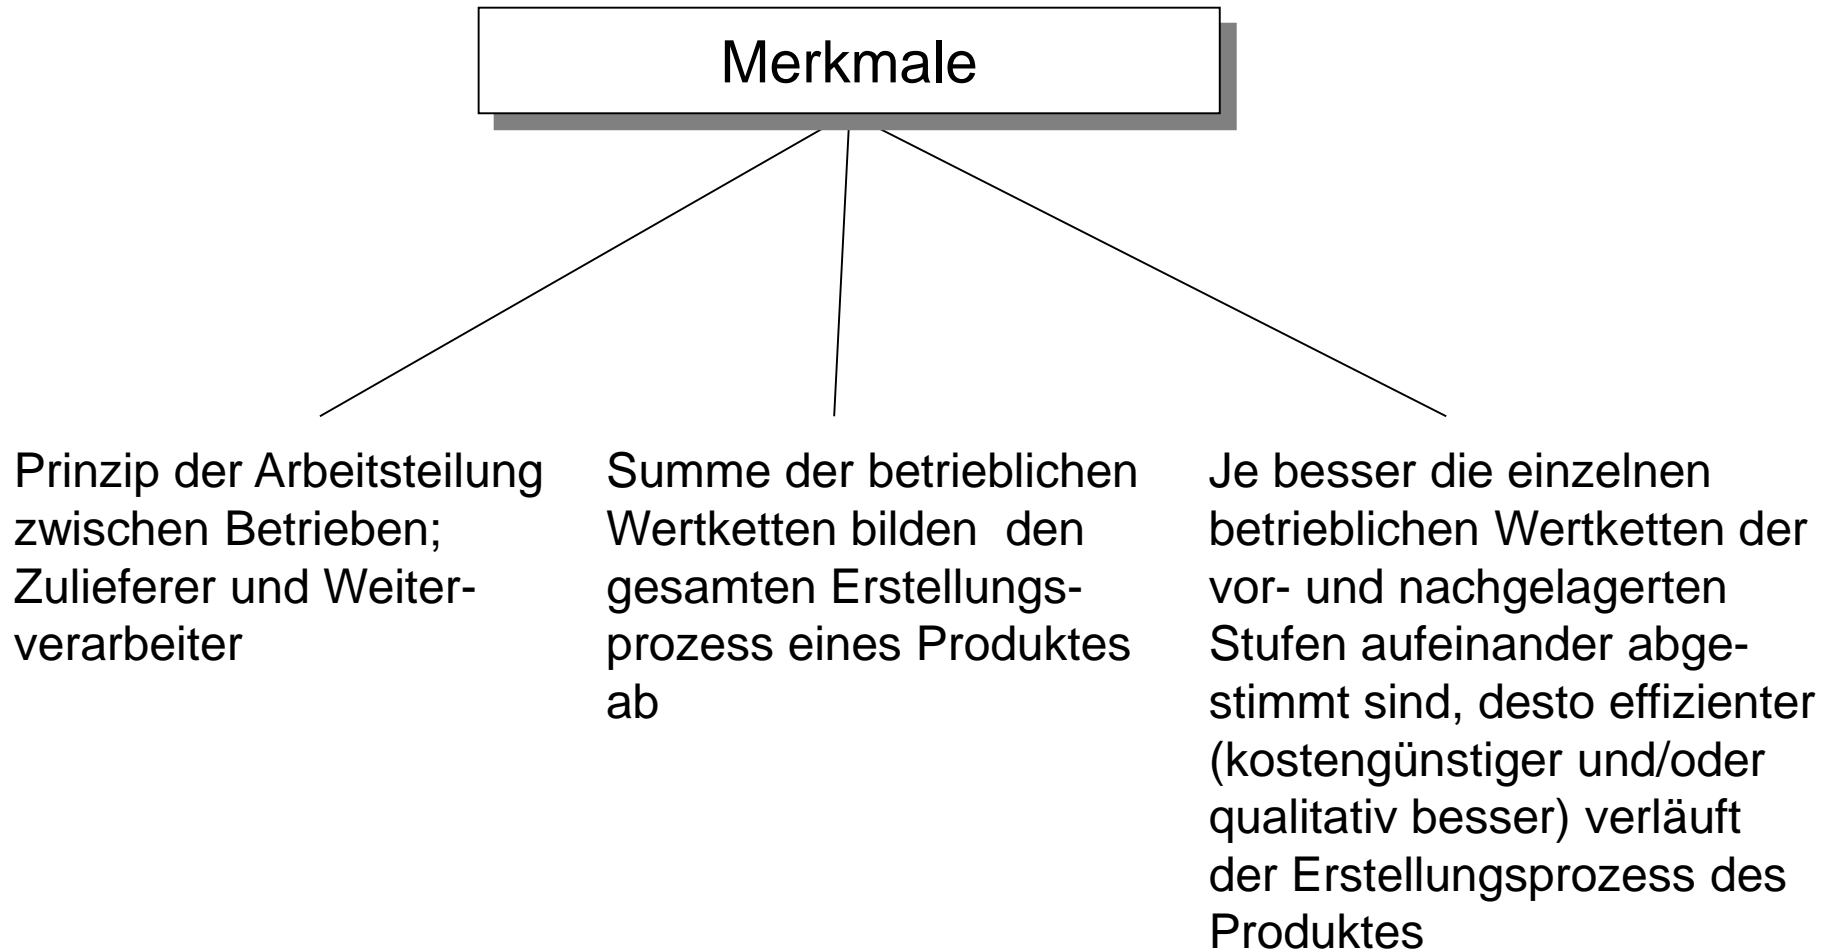 Merkmale
Prinzip der Arbeitsteilung
zwischen Betrieben;
Zulieferer und Weiter-
verarbeiter
Summe der betrieblichen
Wertketten bilden  den
gesamten Erstellungs-
prozess eines Produktes
ab
Je besser die einzelnen
betrieblichen Wertketten der
vor- und nachgelagerten
Stufen aufeinander abge-
stimmt sind, desto effizienter
(kostengünstiger und/oder
qualitativ besser) verläuft
der Erstellungsprozess des
Produktes